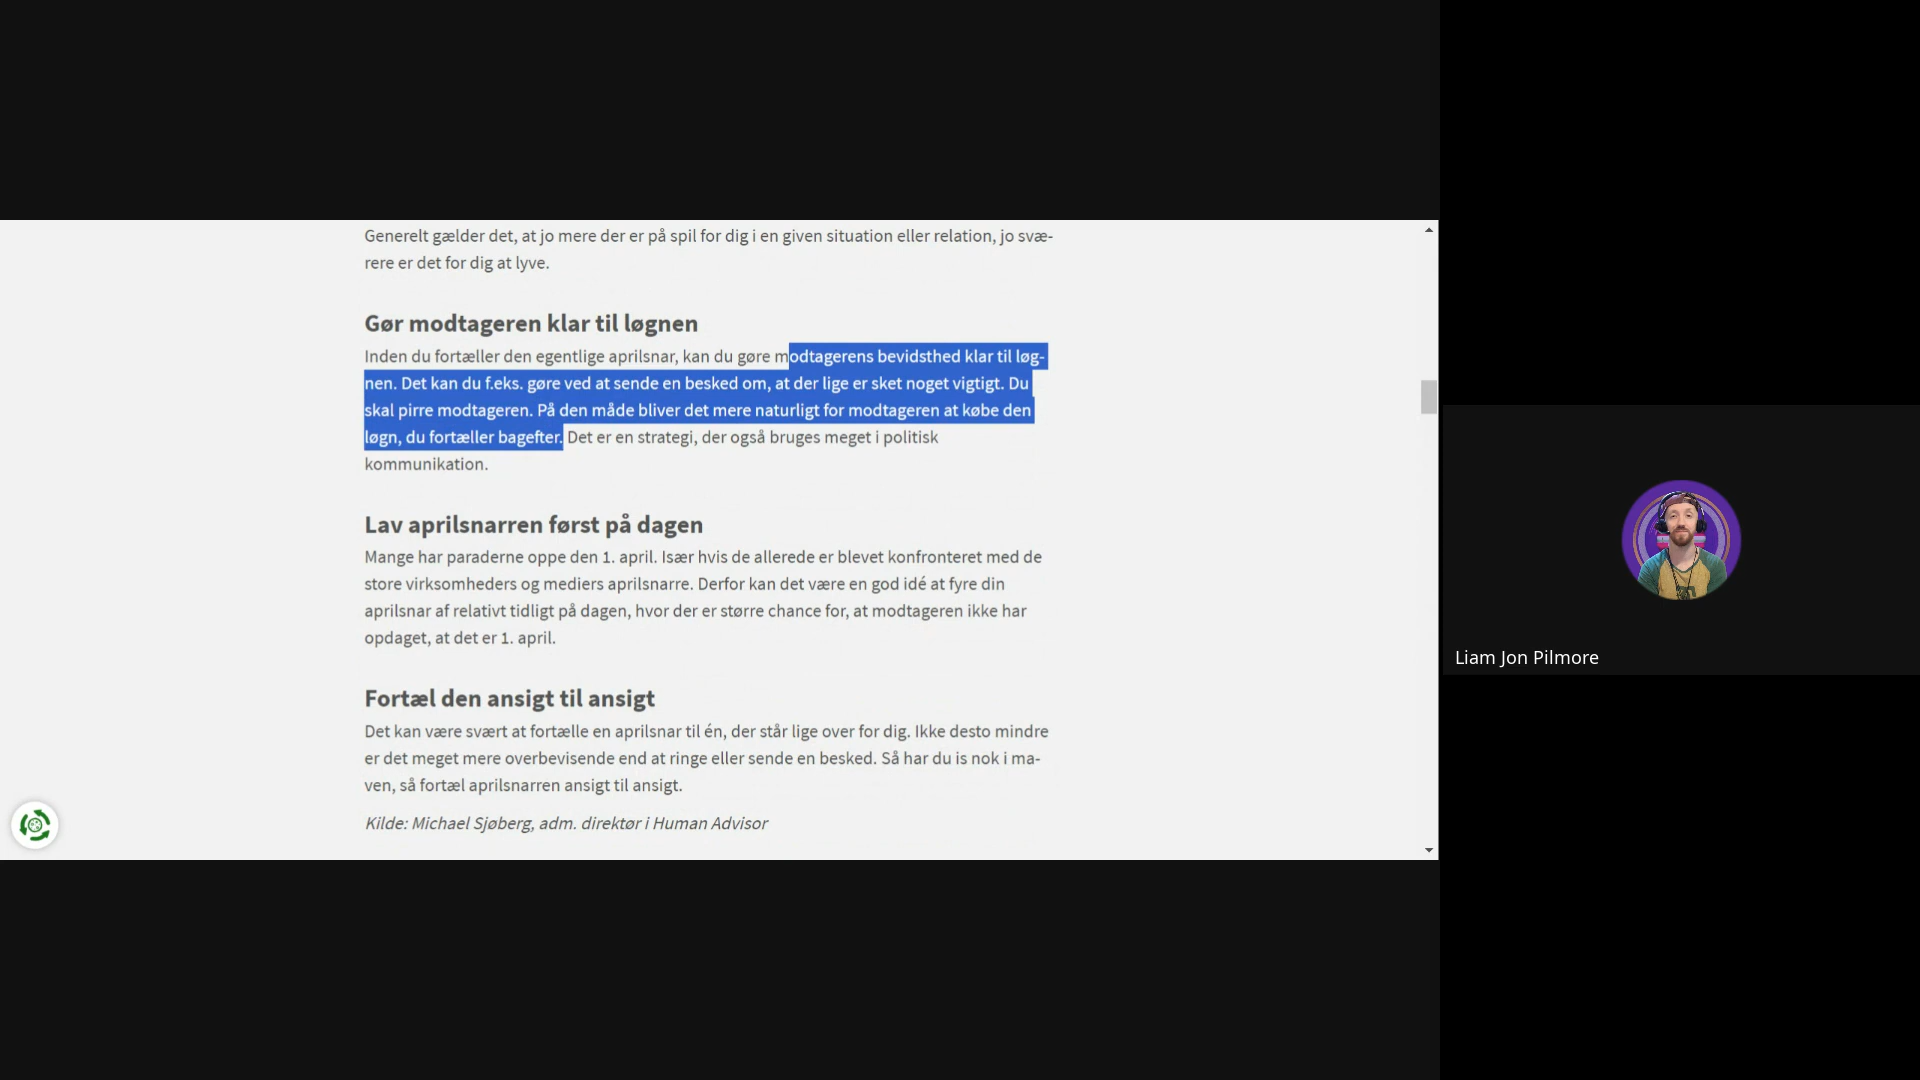 Generelt gælder det, at jo mere der er på spil for dig i en given situation eller relation, jo svæ-
rere er det for dig at lyve.
Gør modtageren klar til løgnen
Inden du fortæller den egentlige aprilsnar, kan du gøre modtagerens bevidsthed klar til løg-
nen. Det kan du f.eks. gøre ved at sende en besked om, at der lige er sket noget vigtigt. Du
skal pirre modtageren. På den måde bliver det mere naturligt for modtageren at købe den
løgn, du fortæller bagefter. Det er en strategi, der også bruges meget i politisk
kommunikation.
Lav aprilsnarren først på dagen
Mange har paraderne oppe den 1. april. Især hvis de allerede er blevet konfronteret med de
store virksomheders og mediers aprilsnarre. Derfor kan det være en god idé at fyre din
aprilsnar af relativt tidligt på dagen, hvor der er større chance for, at modtageren ikke har
opdaget, at det er 1. april.
Fortæl den ansigt til ansigt
Det kan være svært at fortælle en aprilsnar til én, der står lige over for dig. Ikke desto mindre
er det meget mere overbevisende end at ringe eller sende en besked. Så har du is nok i ma-
ven, så fortæl aprilsnarren ansigt til ansigt.
Kilde: Michael Sjøberg, adm. direktør i Human Advisor
Liam Jon Pilmore